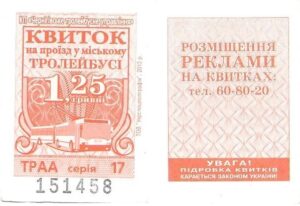 КВИТОК
на проїзд у міському
ТРОЛЕЙБУСІ
1 25
гривні
ТРАА серія 17
151458
РОЗМІЩЕННЯ
РЕКЛАМИ
НА КВИТКАХ:
тел. 60-80-20
УВАГА!
ПІДРОБКА КВИТКІВ
КАРАЄТЬСЯ ЗАКОНОМ УКРАЇНИ!